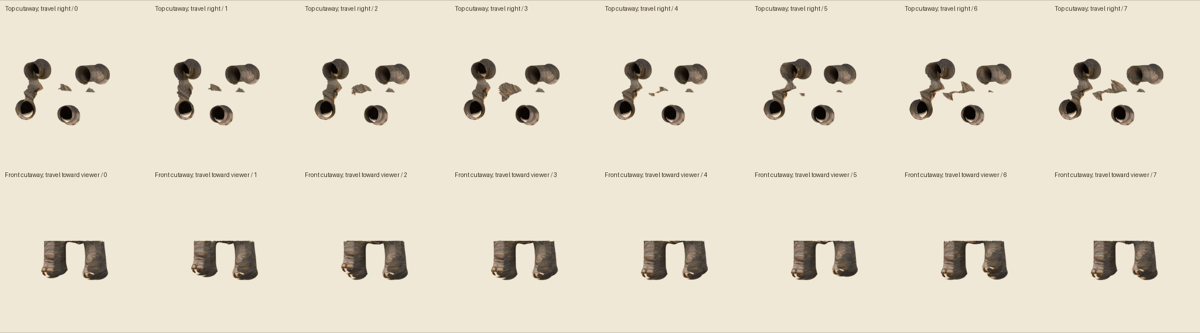 Top cutaway, travel right / 0
Top cutaway, travel right / 1
Top cutaway, travel right / 2
Top cutaway, travel right / 3
Top cutaway, travel right / 4
Top cutaway, travel right / 5
Top cutaway, travel right / 6
Top cutaway, travel right / 7
Front cutaway, travel toward viewer / 0
Front cutaway, travel toward viewer / 1
Front cutaway, travel toward viewer / 2
Front cutaway, travel toward viewer / 3
Front cutaway, travel toward viewer / 4
Front cutaway, travel toward viewer / 5
Front cutaway, travel toward viewer / 6
Front cutaway, travel toward viewer / 7